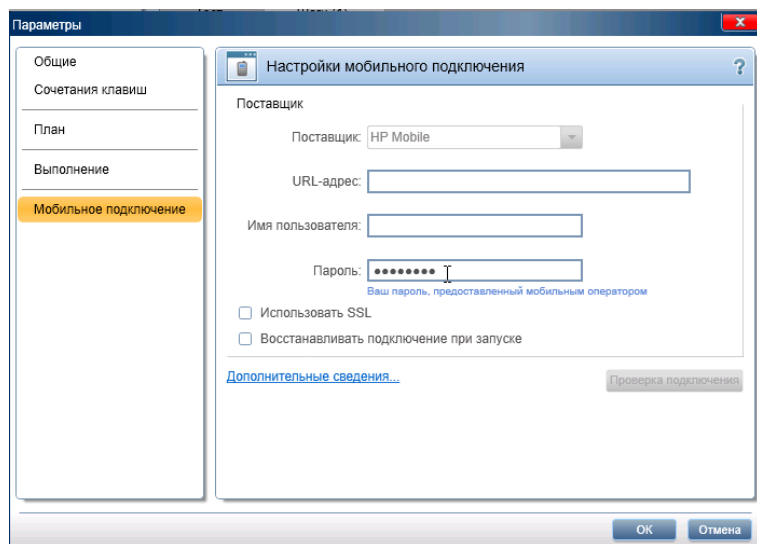 Параметры
Общие
Сочетания клавиш
План
Выполнение
Мобильное подключение
Настройки мобильного подключения
?
Поставщик
Поставщик: HP Mobile
URL-адрес:
Имя пользователя:
Пароль: ●●●●●●●●
Ваш пароль, предоставленный мобильным оператором
Использовать SSL
Восстанавливать подключение при запуске
Дополнительные сведения...
Проверка подключения
ОК
Отмена